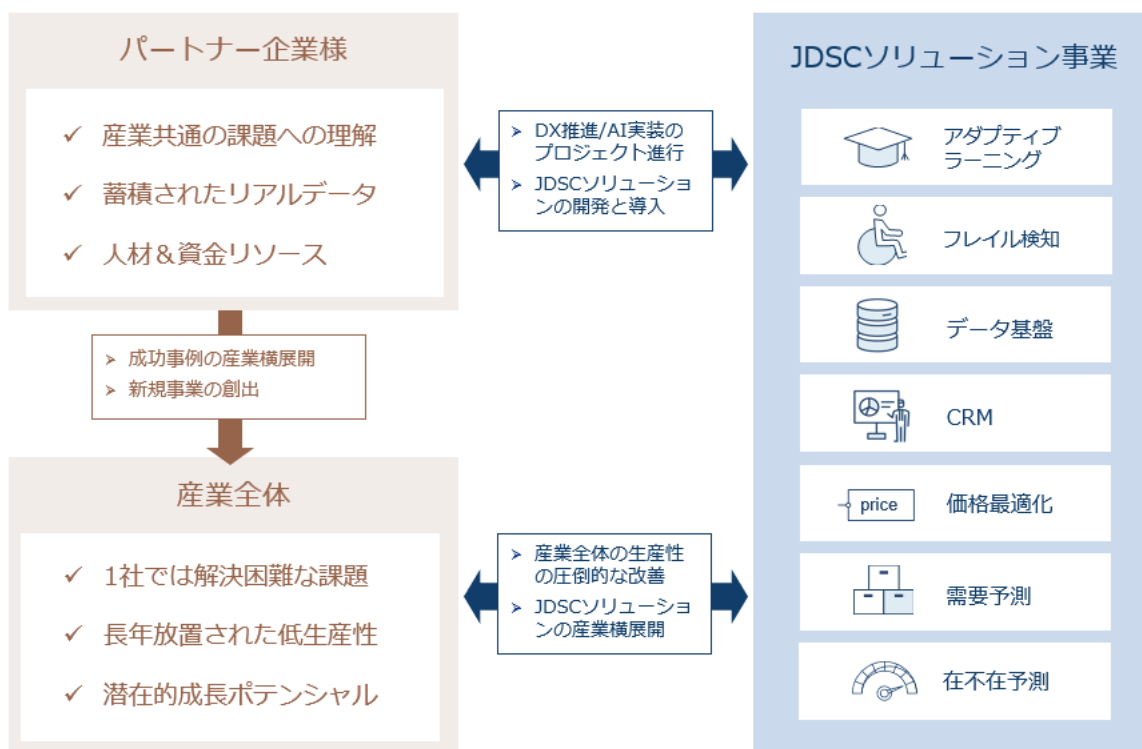 パートナー企業様
✓ 産業共通の課題への理解
✓ 蓄積されたリアルデータ
✓ 人材＆資金リソース
➢ DX推進/AI実装の
プロジェクト進行
➢ JDSCソリューショ
ンの開発と導入
➢ 成功事例の産業横展開
➢ 新規事業の創出
産業全体
✓ 1社では解決困難な課題
✓ 長年放置された低生産性
✓ 潜在的成長ポテンシャル
➢ 産業全体の生産性
の圧倒的な改善
➢ JDSCソリューショ
ンの産業横展開
JDSCソリューション事業
アダプティブ
ラーニング
フレイル検知
データ基盤
CRM
price
価格最適化
需要予測
在不在予測